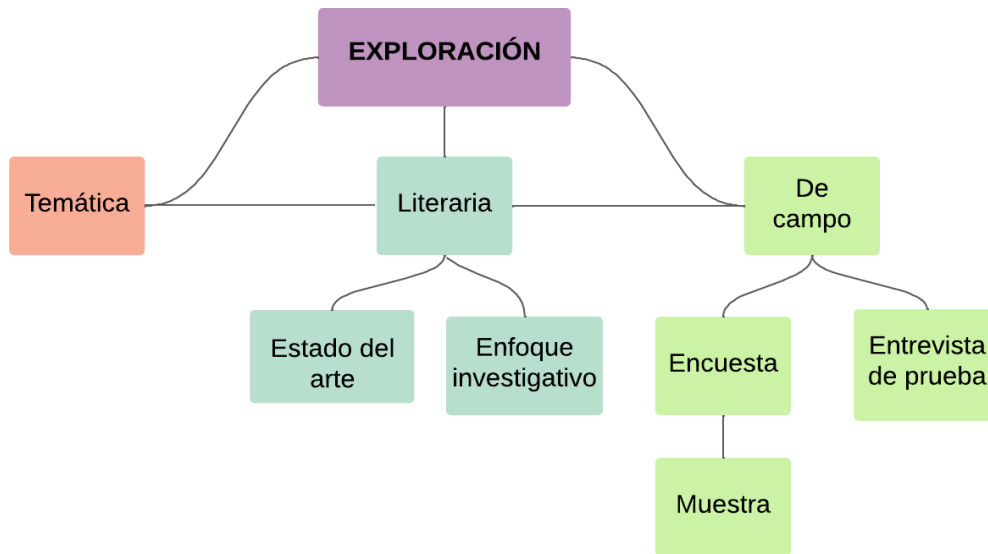 EXPLORACIÓN
Temática
Literaria
De
campo
Estado del
arte
Enfoque
investigativo
Encuesta
Entrevista
de prueba
Muestra